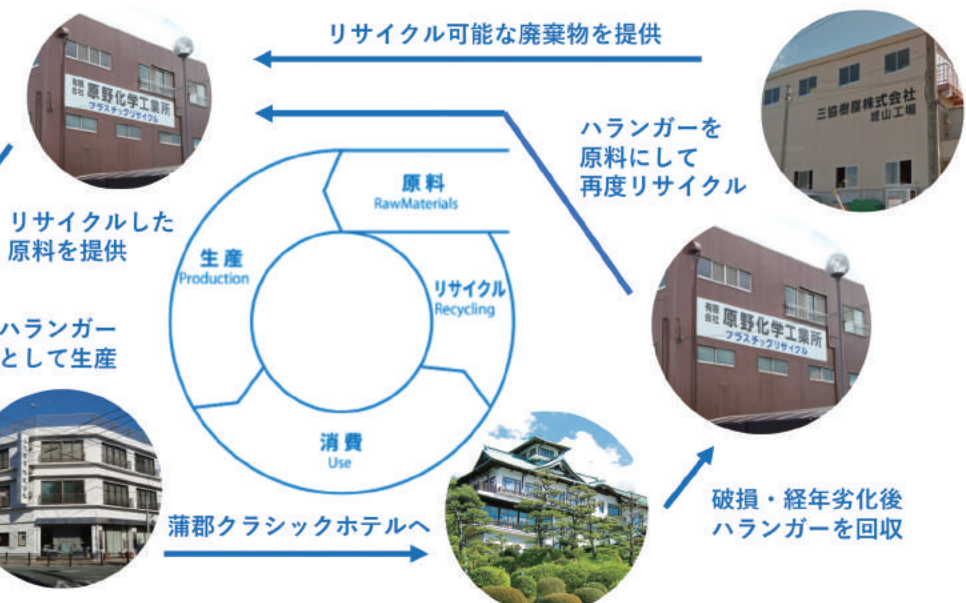 リサイクル可能な廃棄物を提供
有限
会社
原野化学工業所
プラスチックリサイクル
三協樹脂株式会社
城山工場
ハランガーを
原料にして
再度リサイクル
原料
RawMaterials
リサイクルした
原料を提供
生産
Production
リサイクル
Recycling
有限
会社
原野化学工業所
プラスチックリサイクル
ハランガー
として生産
消費
Use
蒲郡クラシックホテルへ
破損・経年劣化後
ハランガーを回収